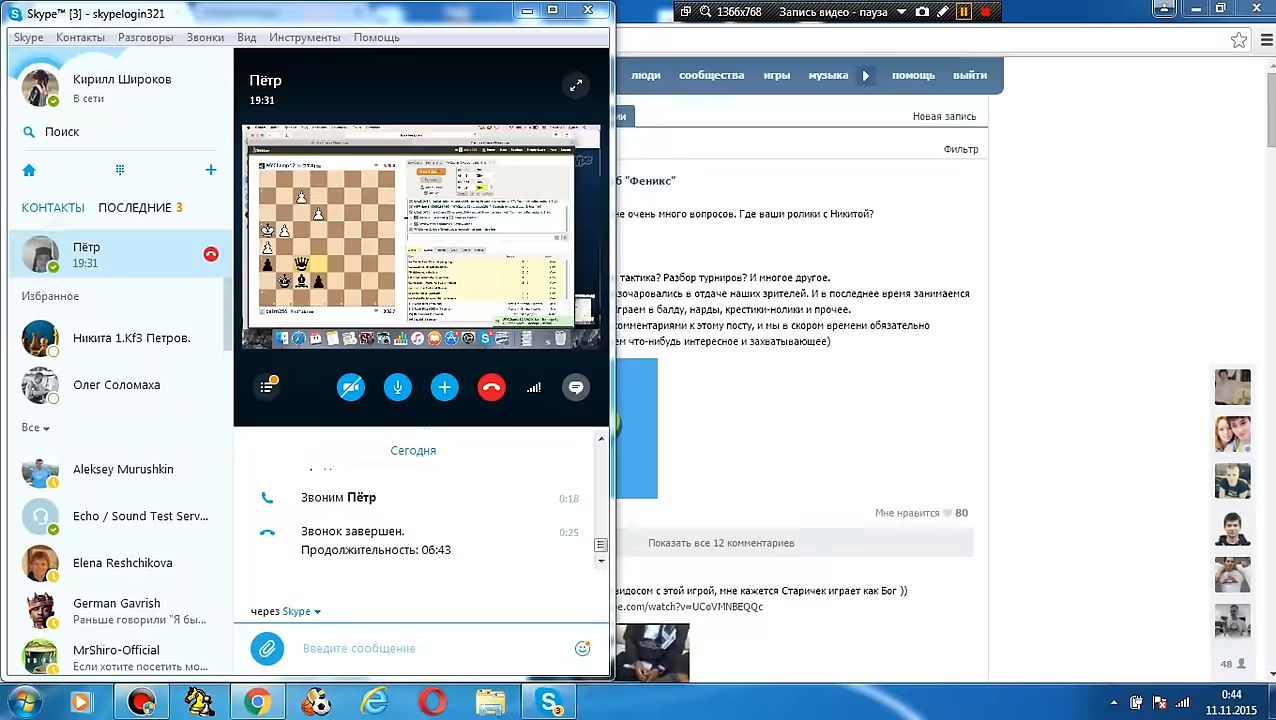 Skype™ [3] - skypelogin321
1366x768
Запись видео - пауза
Skype Контакты Разговоры Звонки Вид Инструменты Помощь
Кирилл Широков
В сети
Поиск
КОНТАКТЫ ПОСЛЕДНИЕ 3
Пётр
19:31
Избранное
Никита 1.Kf3 Петров.
Олег Соломаха
Все
Aleksey Murushkin
Echo / Sound Test Serv...
Elena Reshchikova
German Gavrish
Раньше говорили "Я бы...
MrShiro-Official
Если хотите посетить мо...
Пётр
19:31
Сегодня
Звоним Пётр 0:18
Звонок завершен. 0:25
Продолжительность: 06:43
через Skype
Введите сообщение
люди сообщества игры музыка помощь выйти
ии
Новая запись
Фильтр
б "Феникс"
не очень много вопросов. Где ваши ролики с Никитой?
тактика? Разбор турниров? И многое другое.
зочаровались в отдаче наших зрителей. И в последнее время занимаемся
граем в балду, нарды, крестики-нолики и прочее.
омментариями к этому посту, и мы в скором времени обязательно
ем что-нибудь интересное и захватывающее)
Мне нравится 80
Показать все 12 комментариев
видосом с этой игрой, мне кажется Старичек играет как Бог ))
be.com/watch?v=UCoVMNBEQQc
48
3
0:44
11.11.2015